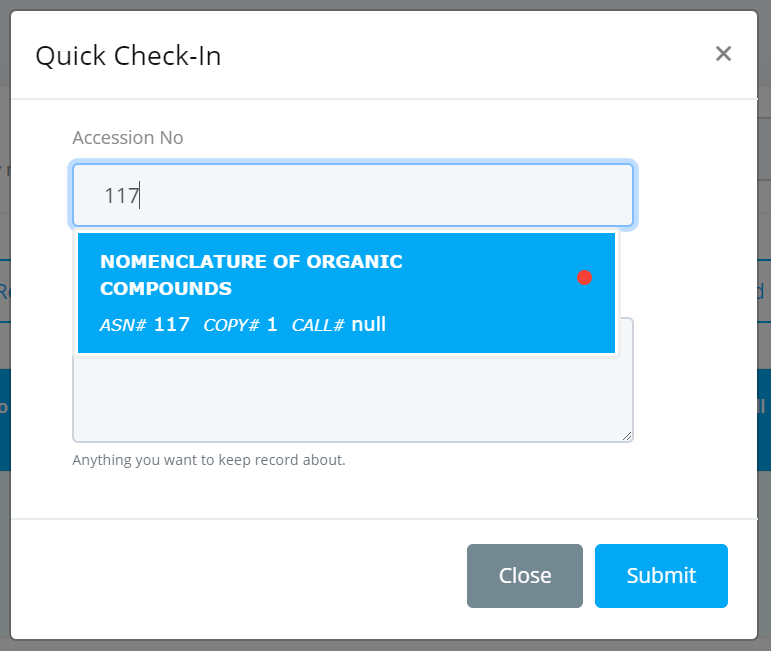 Quick Check-In
×
Accession No
117
NOMENCLATURE OF ORGANIC
COMPOUNDS
ASN# 117 COPY# 1 CALL# null
Anything you want to keep record about.
Close
Submit